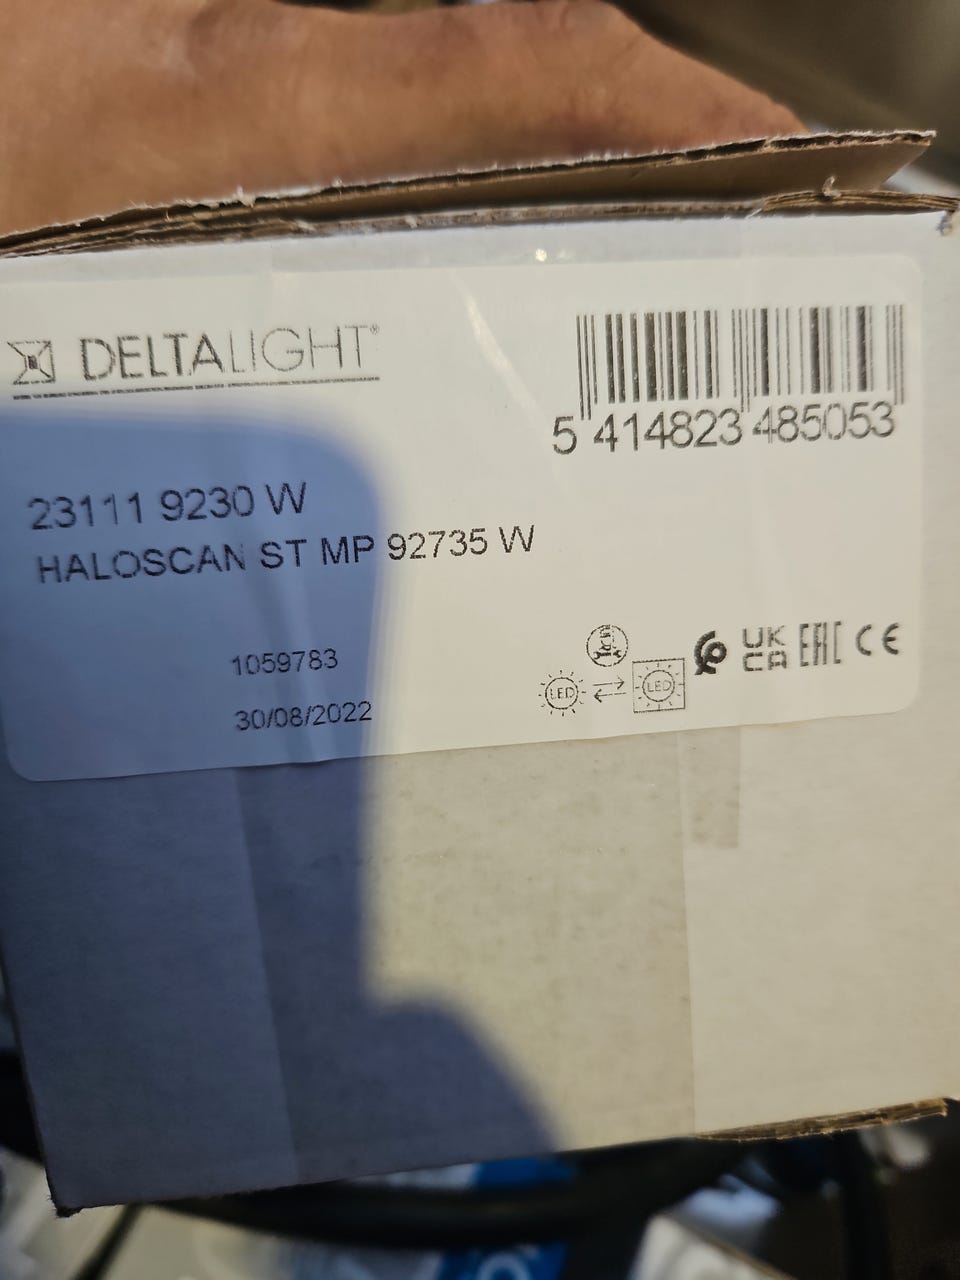 DELTALIGHT®
5 414823 485053
23111 9230 W
HALOSCAN ST MP 92735 W
1059783
30/08/2022
LED LED
UK
CA EAC CE